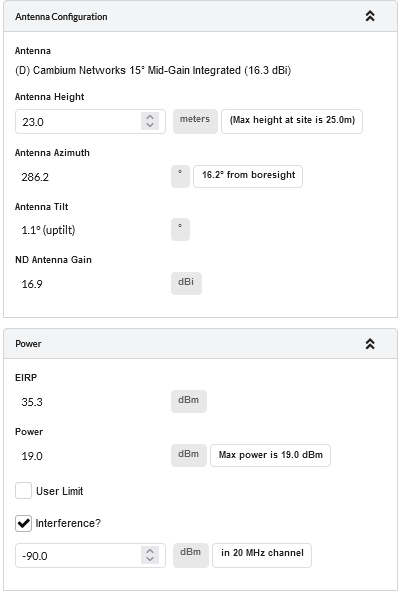 Antenna Configuration
Antenna
(D) Cambium Networks 15° Mid-Gain Integrated (16.3 dBi)
Antenna Height
23.0 meters (Max height at site is 25.0m)
Antenna Azimuth
286.2 ° 16.2° from boresight
Antenna Tilt
1.1° (uptilt) °
ND Antenna Gain
16.9 dBi
Power
EIRP
35.3 dBm
Power
19.0 dBm Max power is 19.0 dBm
User Limit
Interference?
-90.0 dBm in 20 MHz channel